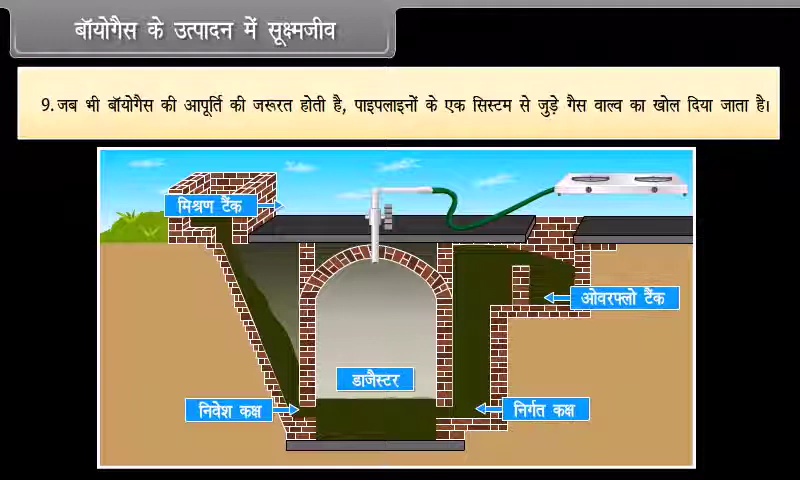 बॉयोगैस के उत्पादन में सूक्ष्मजीव
9. जब भी बॉयोगैस की आपूर्ति की जरूरत होती है, पाइपलाइनों के एक सिस्टम से जुड़े गैस वाल्व का खोल दिया जाता है।
मिश्रण टैंक
ओवरफ्लो टैंक
डाजैस्टर
निवेश कक्ष
निर्गत कक्ष